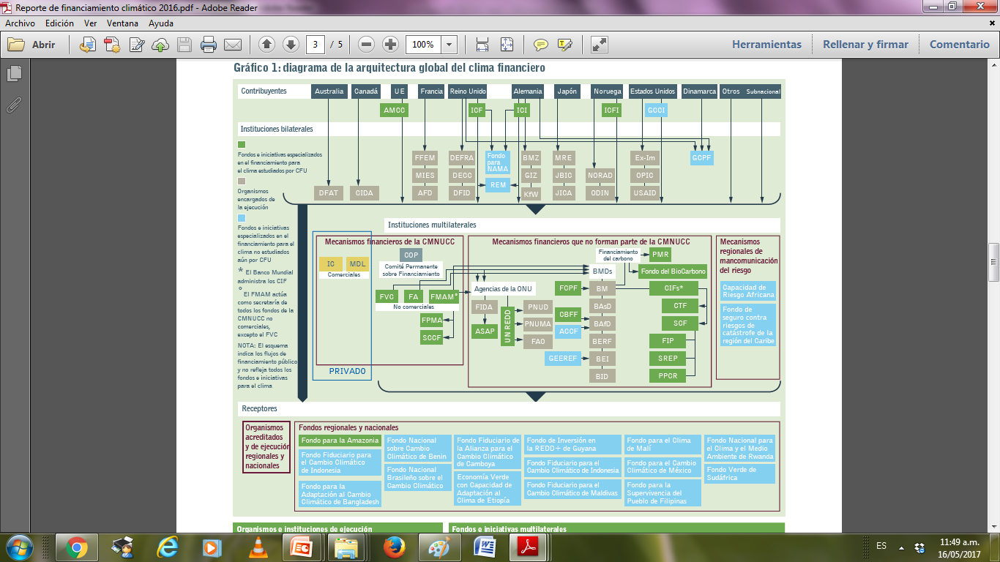 Reporte de financiamiento climático 2016.pdf - Adobe Reader
Archivo Edición Ver Ventana Ayuda
Abrir
3 / 5
100%
Herramientas Rellenar y firmar Comentario
Gráfico 1: diagrama de la arquitectura global del clima financiero
Contribuyentes
Australia Canadá UE Francia Reino Unido Alemania Japón Noruega Estados Unidos Dinamarca Otros Subnacional
AMCC ICF ICI ICFI GCCI
Instituciones bilaterales
Fondos e iniciativas especializados
en el financiamiento para
el clima estudiados por CFU
Organismos
encargados de
la ejecución
Fondos e iniciativas
especializados en el
financiamiento para el
clima no estudiados
aún por CFU
* El Banco Mundial
administra los CIF
° El FMAM actúa
como secretaría de
todos los fondos de la
CMNUCC no
comerciales,
excepto el FVC
NOTA: El esquema
indica los flujos de
financiamiento público
y no refleja todos los
fondos e iniciativas
para el clima
DFAT
CIDA
FFEM
MIES
AFD
DEFRA
DECC
DFID
Fondo
para
NAMA
REM
BMZ
GIZ
KfW
MRE
JBIC
JICA
NORAD
ODIN
Ex-Im
OPIC
USAID
GCPF
Instituciones multilaterales
Mecanismos financieros de la CMNUCC
IC MDL
Comerciales
COP
Comité Permanente
sobre Financiamiento
FVC FA FMAM°
No comerciales
FPMA
SCCF
PRIVADO
Mecanismos financieros que no forman parte de la CMNUCC
Financiamiento
del carbono
PMR
Fondo del BioCarbono
BMDs
Agencias de la ONU
FIDA
ASAP
UN REDD
PNUD
PNUMA
FAO
FCPF
CBFF
ACCF
GEEREF
BM
BAsD
BAfD
BERF
BEI
BID
CIFs*
CTF
SCF
FIP
SREP
PPCR
Mecanismos
regionales de
mancomunicación
del riesgo
Capacidad de
Riesgo Africana
Fondo de
seguro contra
riesgos de
catástrofe de la
región del Caribe
Receptores
Organismos
acreditados
y de ejecución
regionales y
nacionales
Fondos regionales y nacionales
Fondo para la Amazonia
Fondo Fiduciario para
el Cambio Climático
de Indonesia
Fondo para la
Adaptación al Cambio
Climático de Bangladesh
Fondo Nacional
sobre Cambio
Climático de Benin
Fondo Nacional
Brasileño sobre el
Cambio Climático
Fondo Fiduciario de
la Alianza para el
Cambio Climático
de Camboya
Economía Verde
con Capacidad de
Adaptación al
Clima de Etiopía
Fondo de Inversión en
la REDD+ de Guyana
Fondo Fiduciario para el
Cambio Climático de Indonesia
Fondo Fiduciario para el
Cambio Climático de Maldivas
Fondo para el Clima
de Malí
Fondo para el Cambio
Climático de México
Fondo para la
Supervivencia del
Pueblo de Filipinas
Fondo Nacional para
el Clima y el Medio
Ambiente de Rwanda
Fondo Verde de
Sudáfrica
Organismos e instituciones de ejecución
Fondos e iniciativas multilaterales
ES
11:49 a.m.
16/05/2017